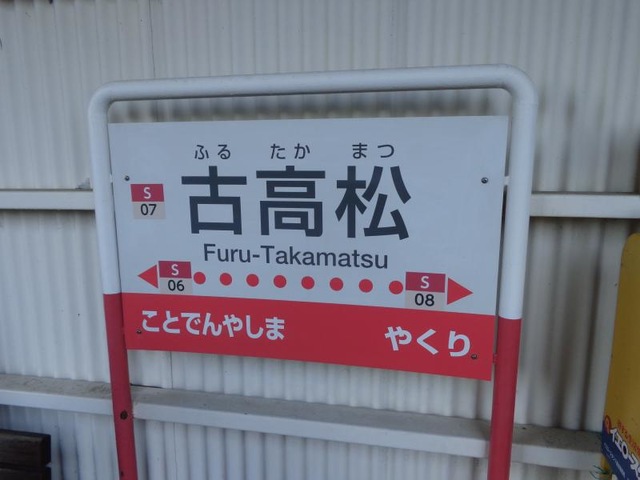 ふる たか まつ
S
07
古高松
Furu-Takamatsu
S
06
S
08
ことでんやしま
やくり